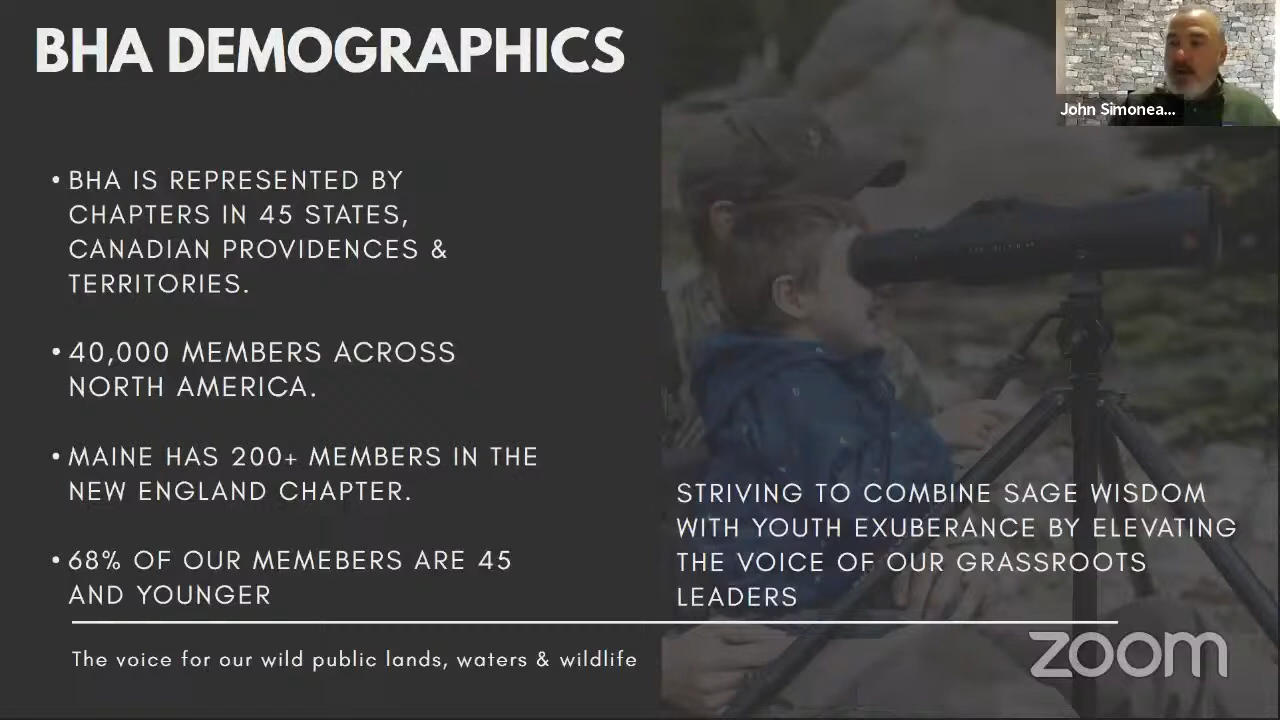 BHA DEMOGRAPHICS
John Simonea...
• BHA IS REPRESENTED BY
CHAPTERS IN 45 STATES,
CANADIAN PROVIDENCES &
TERRITORIES.
• 40,000 MEMBERS ACROSS
NORTH AMERICA.
• MAINE HAS 200+ MEMBERS IN THE
NEW ENGLAND CHAPTER.
• 68% OF OUR MEMEBERS ARE 45
AND YOUNGER
STRIVING TO COMBINE SAGE WISDOM
WITH YOUTH EXUBERANCE BY ELEVATING
THE VOICE OF OUR GRASSROOTS
LEADERS
The voice for our wild public lands, waters & wildlife
zoom